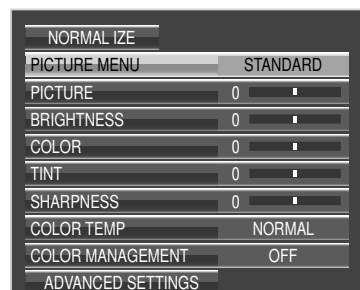 NORMAL IZE
PICTURE MENU STANDARD
PICTURE 0
BRIGHTNESS 0
COLOR 0
TINT 0
SHARPNESS 0
COLOR TEMP NORMAL
COLOR MANAGEMENT OFF
ADVANCED SETTINGS